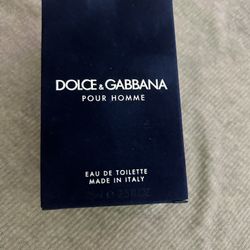 DOLCE & GABBANA
POUR HOMME
EAU DE TOILETTE
MADE IN ITALY